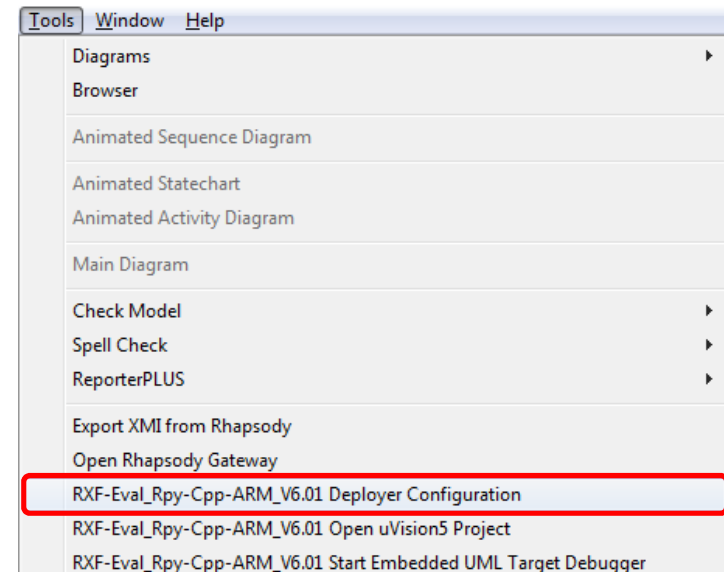 Tools Window Help
Diagrams
Browser
Animated Sequence Diagram
Animated Statechart
Animated Activity Diagram
Main Diagram
Check Model
Spell Check
ReporterPLUS
Export XMI from Rhapsody
Open Rhapsody Gateway
RXF-Eval_Rpy-Cpp-ARM_V6.01 Deployer Configuration
RXF-Eval_Rpy-Cpp-ARM_V6.01 Open uVision5 Project
RXF-Eval_Rpy-Cpp-ARM_V6.01 Start Embedded UML Target Debugger